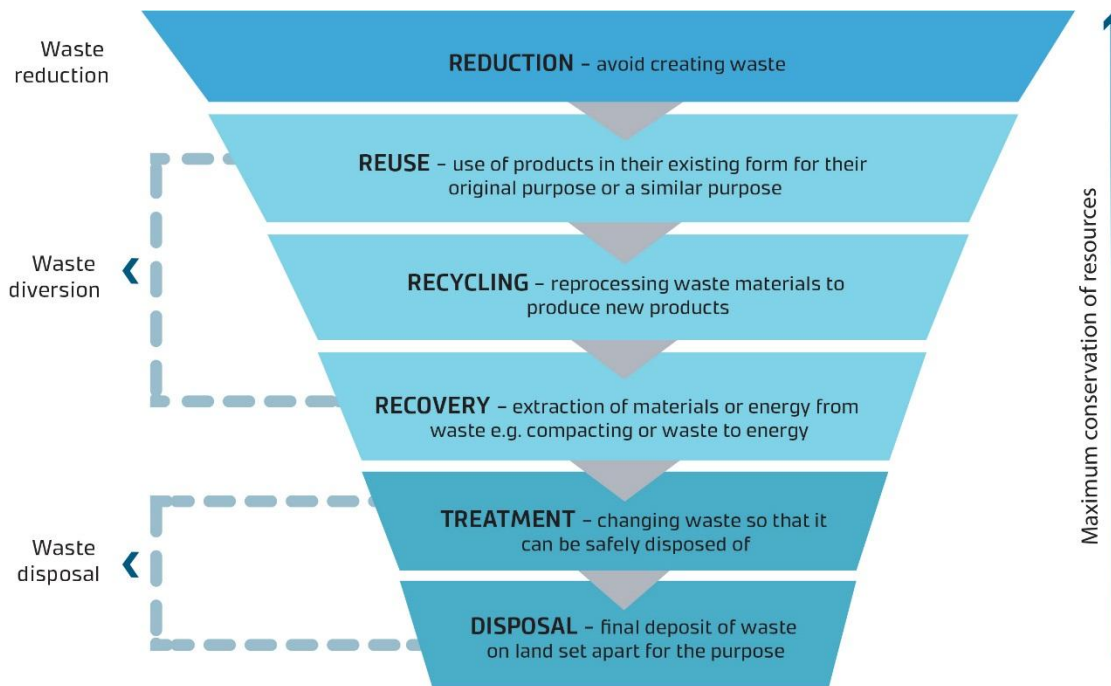 Waste
reduction
REDUCTION – avoid creating waste
REUSE – use of products in their existing form for their
original purpose or a similar purpose
Waste
diversion
RECYCLING – reprocessing waste materials to
produce new products
RECOVERY – extraction of materials or energy from
waste e.g. compacting or waste to energy
Waste
disposal
TREATMENT – changing waste so that it
can be safely disposed of
DISPOSAL – final deposit of waste
on land set apart for the purpose
Maximum conservation of resources